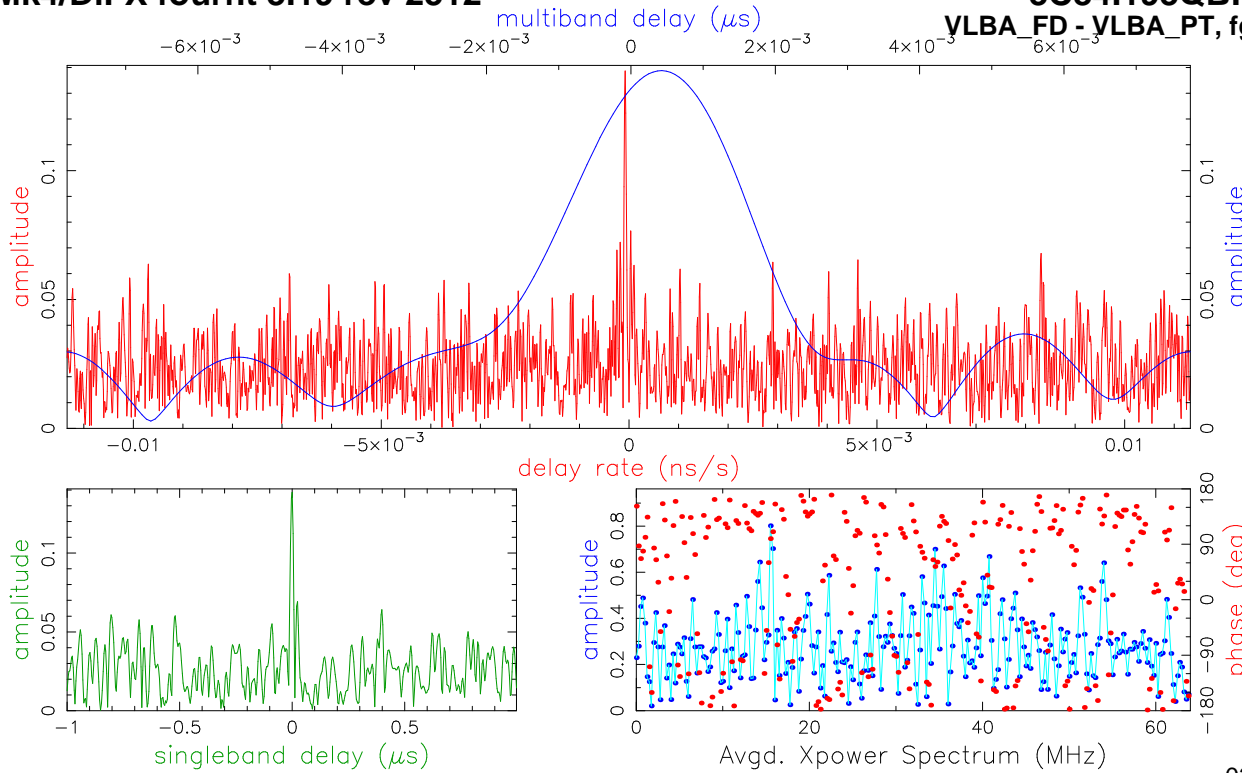 multiband delay (μs)
VLBA_FD - VLBA_PT,
−6×10⁻³ −4×10⁻³ −2×10⁻³ 0 2×10⁻³ 4×10⁻³ 6×10⁻³
amplitude
0 0.05 0.1
0 0.05 0.1
amplitude
−0.01 −5×10⁻³ 0 5×10⁻³ 0.01
delay rate (ns/s)
amplitude
0 0.05 0.1
−1 −0.5 0 0.5
singleband delay (μs)
amplitude
0 0.2 0.4 0.6 0.8
−180 −90 0 90 180
phase (deg)
0 20 40 60
Avgd. Xpower Spectrum (MHz)